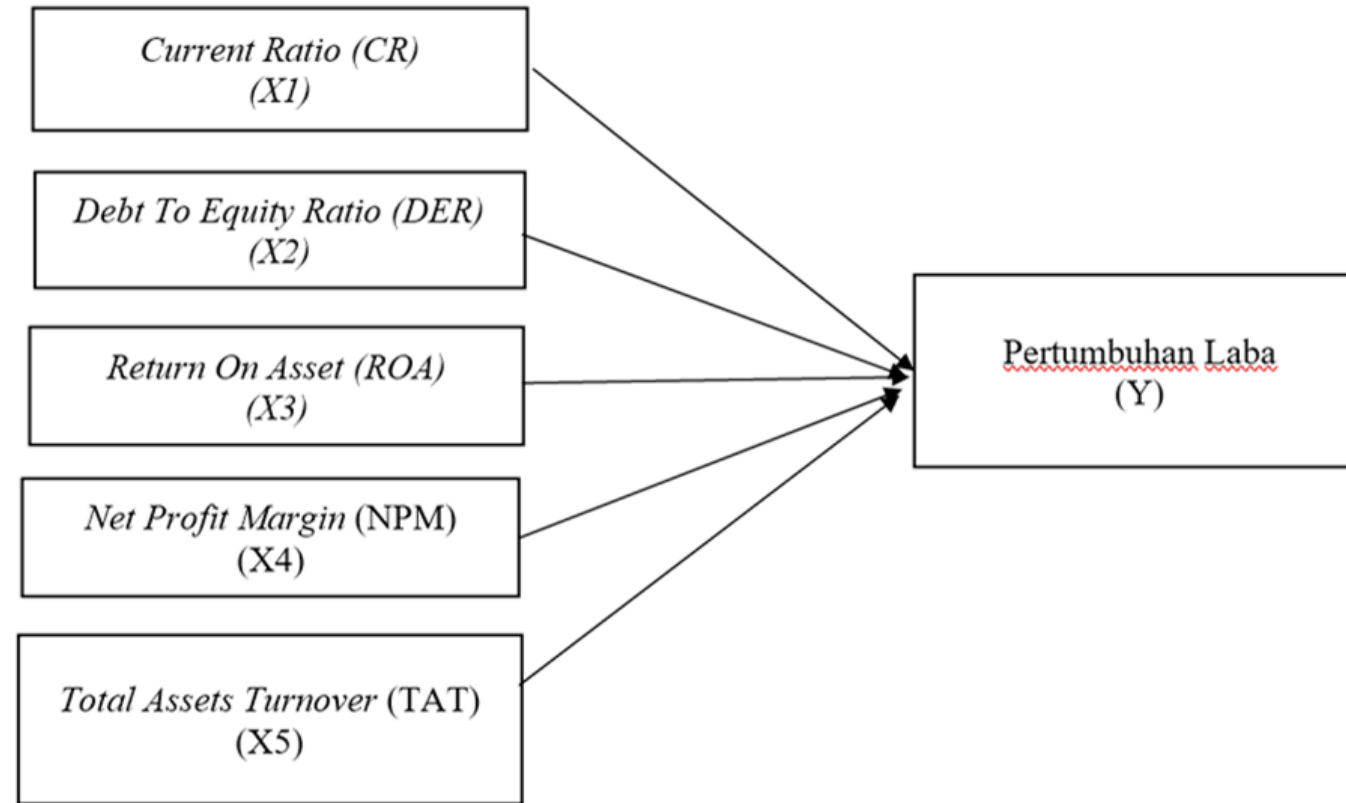 Current Ratio (CR)
(X1)
Debt To Equity Ratio (DER)
(X2)
Return On Asset (ROA)
(X3)
Net Profit Margin (NPM)
(X4)
Total Assets Turnover (TAT)
(X5)
Pertumbuhan Laba
(Y)